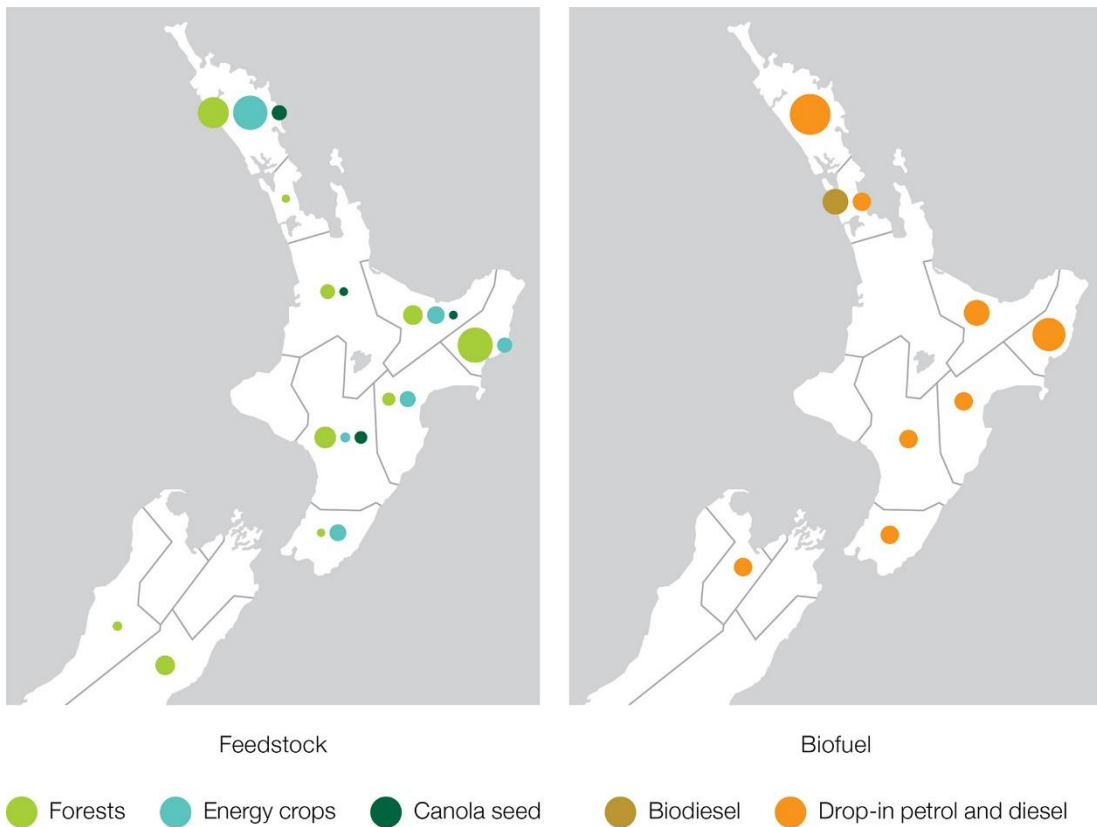 Feedstock
Biofuel
Forests
Energy crops
Canola seed
Biodiesel
Drop-in petrol and diesel